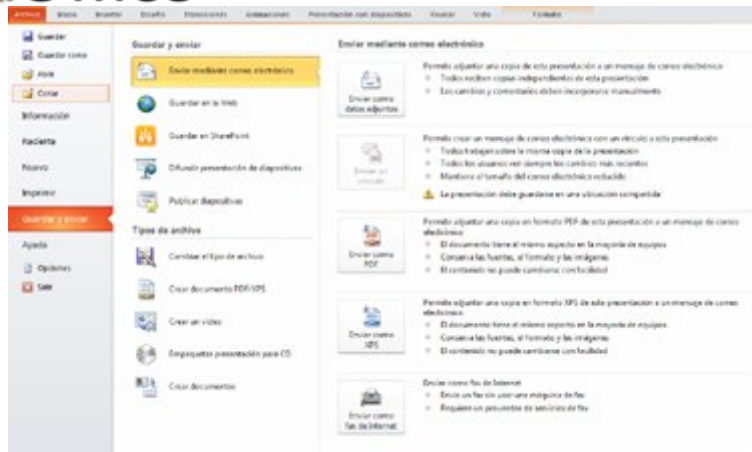 Archivo Inicio Insertar Diseño Transiciones Animaciones Presentación con diapositivas Revisar Vista Formato
Guardar
Guardar como
Abrir
Cerrar
Información
Reciente
Nuevo
Imprimir
Guardar y enviar
Ayuda
Opciones
Salir
Guardar y enviar
Enviar mediante correo electrónico
Guardar en la Web
Guardar en SharePoint
Difundir presentación de diapositivas
Publicar diapositivas
Tipos de archivo
Cambiar el tipo de archivo
Crear documento PDF/XPS
Crear un vídeo
Empaquetar presentación para CD
Crear documentos
Enviar mediante correo electrónico
Enviar como datos adjuntos
Permite adjuntar una copia de esta presentación a un mensaje de correo electrónico
Todos reciben copias independientes de esta presentación
Los cambios y comentarios deben incorporarse manualmente
Enviar un vínculo
Permite crear un mensaje de correo electrónico con un vínculo a esta presentación
Todos trabajan sobre la misma copia de la presentación
Todos los usuarios ven siempre los cambios más recientes
Mantiene el tamaño del correo electrónico reducido
La presentación debe guardarse en una ubicación compartida
Enviar como PDF
Permite adjuntar una copia en formato PDF de esta presentación a un mensaje de correo
electrónico
El documento tiene el mismo aspecto en la mayoría de equipos
Conserva las fuentes, el formato y las imágenes
El contenido no puede cambiarse con facilidad
Enviar como XPS
Permite adjuntar una copia en formato XPS de esta presentación a un mensaje de correo
electrónico
El documento tiene el mismo aspecto en la mayoría de equipos
Conserva las fuentes, el formato y las imágenes
El contenido no puede cambiarse con facilidad
Enviar como fax de Internet
Enviar como fax de Internet
Envíe un fax sin usar una máquina de fax
Requiere un proveedor de servicios de fax